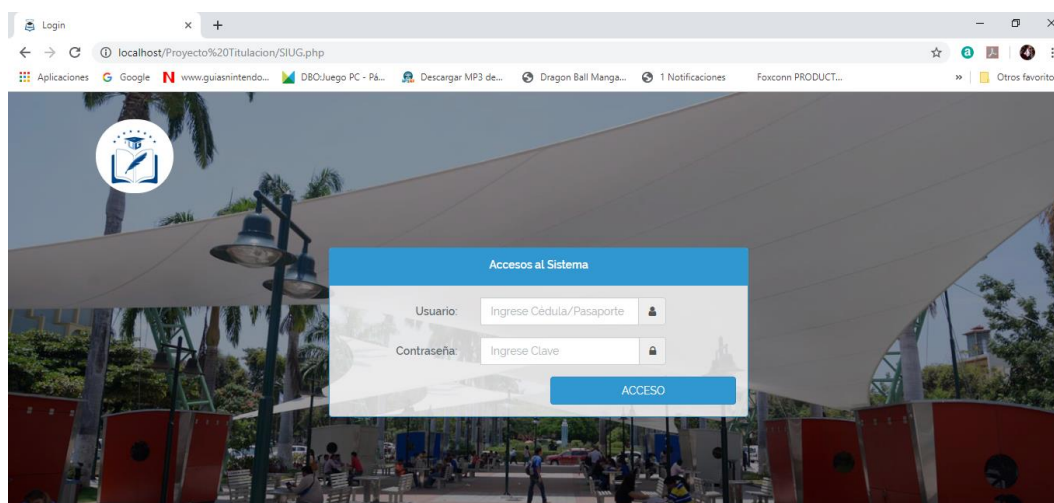 Login
localhost/Proyecto%20Titulacion/SIUG.php
Aplicaciones Google www.guiasnintendo... DBO:Juego PC - Pá... Descargar MP3 de... Dragon Ball Manga... 1 Notificaciones Foxconn PRODUCT... » Otros favorito
UG
Accesos al Sistema
Usuario: Ingrese Cédula/Pasaporte
Contraseña: Ingrese Clave
ACCESO